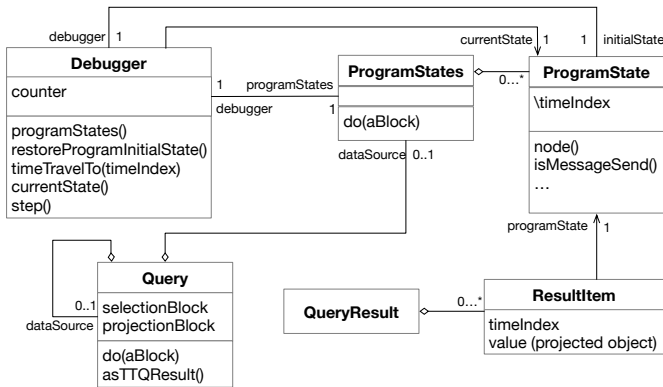 debugger 1
currentState 1
1 initialState
Debugger
counter
programStates()
restoreProgramInitialState()
timeTravelTo(timeIndex)
currentState()
step()
1 programStates
debugger 1
ProgramStates
do(aBlock)
0...*
ProgramState
\timeIndex
node()
isMessageSend()
...
dataSource 0..1
programState 1
Query
selectionBlock
projectionBlock
do(aBlock)
asTTQResult()
0..1
dataSource
QueryResult
0...*
ResultItem
timeIndex
value (projected object)